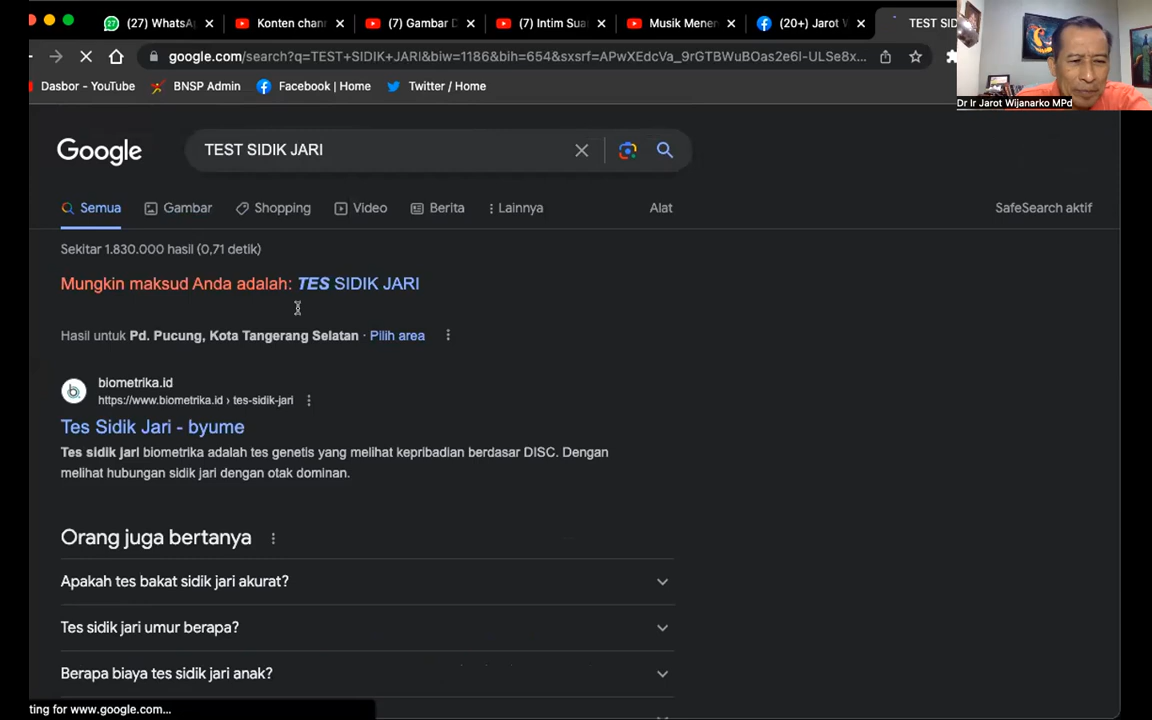 (27) WhatsA
Konten chan
(7) Gambar D
(7) Intim Sua
Musik Mener
(20+) Jarot W
TEST SID
google.com/search?q=TEST+SIDIK+JARI&biw=1186&bih=654&sxsrf=APwXEdcVa_9rGTBWuBOas2e6l-ULSe8x...
Dasbor - YouTube
BNSP Admin
Facebook | Home
Twitter / Home
Dr Ir Jarot Wijanarko MPd
Google
TEST SIDIK JARI
Semua
Gambar
Shopping
Video
Berita
Lainnya
Alat
SafeSearch aktif
Sekitar 1.830.000 hasil (0,71 detik)
Mungkin maksud Anda adalah: TES SIDIK JARI
Hasil untuk Pd. Pucung, Kota Tangerang Selatan · Pilih area
biometrika.id
https://www.biometrika.id › tes-sidik-jari
Tes Sidik Jari - byume
Tes sidik jari biometrika adalah tes genetis yang melihat kepribadian berdasar DISC. Dengan
melihat hubungan sidik jari dengan otak dominan.
Orang juga bertanya
Apakah tes bakat sidik jari akurat?
Tes sidik jari umur berapa?
Berapa biaya tes sidik jari anak?
ting for www.google.com...